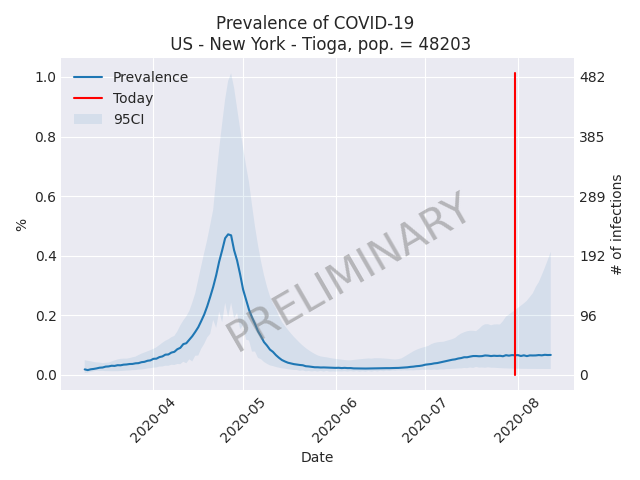 Prevalence of COVID-19
US - New York - Tioga, pop. = 48203
Prevalence
Today
95CI
1.0
0.8
0.6
0.4
0.2
0.0
%
482
385
289
192
96
0
# of infections
PRELIMINARY
2020-04
2020-05
2020-06
2020-07
2020-08
Date